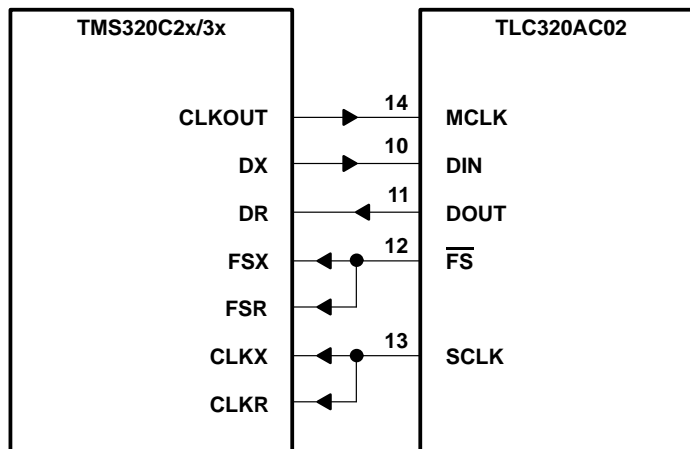 TMS320C2x/3x TLC320AC02
CLKOUT 14 MCLK
DX 10 DIN
DR 11 DOUT
FSX 12 F̅S̅
FSR
CLKX 13 SCLK
CLKR